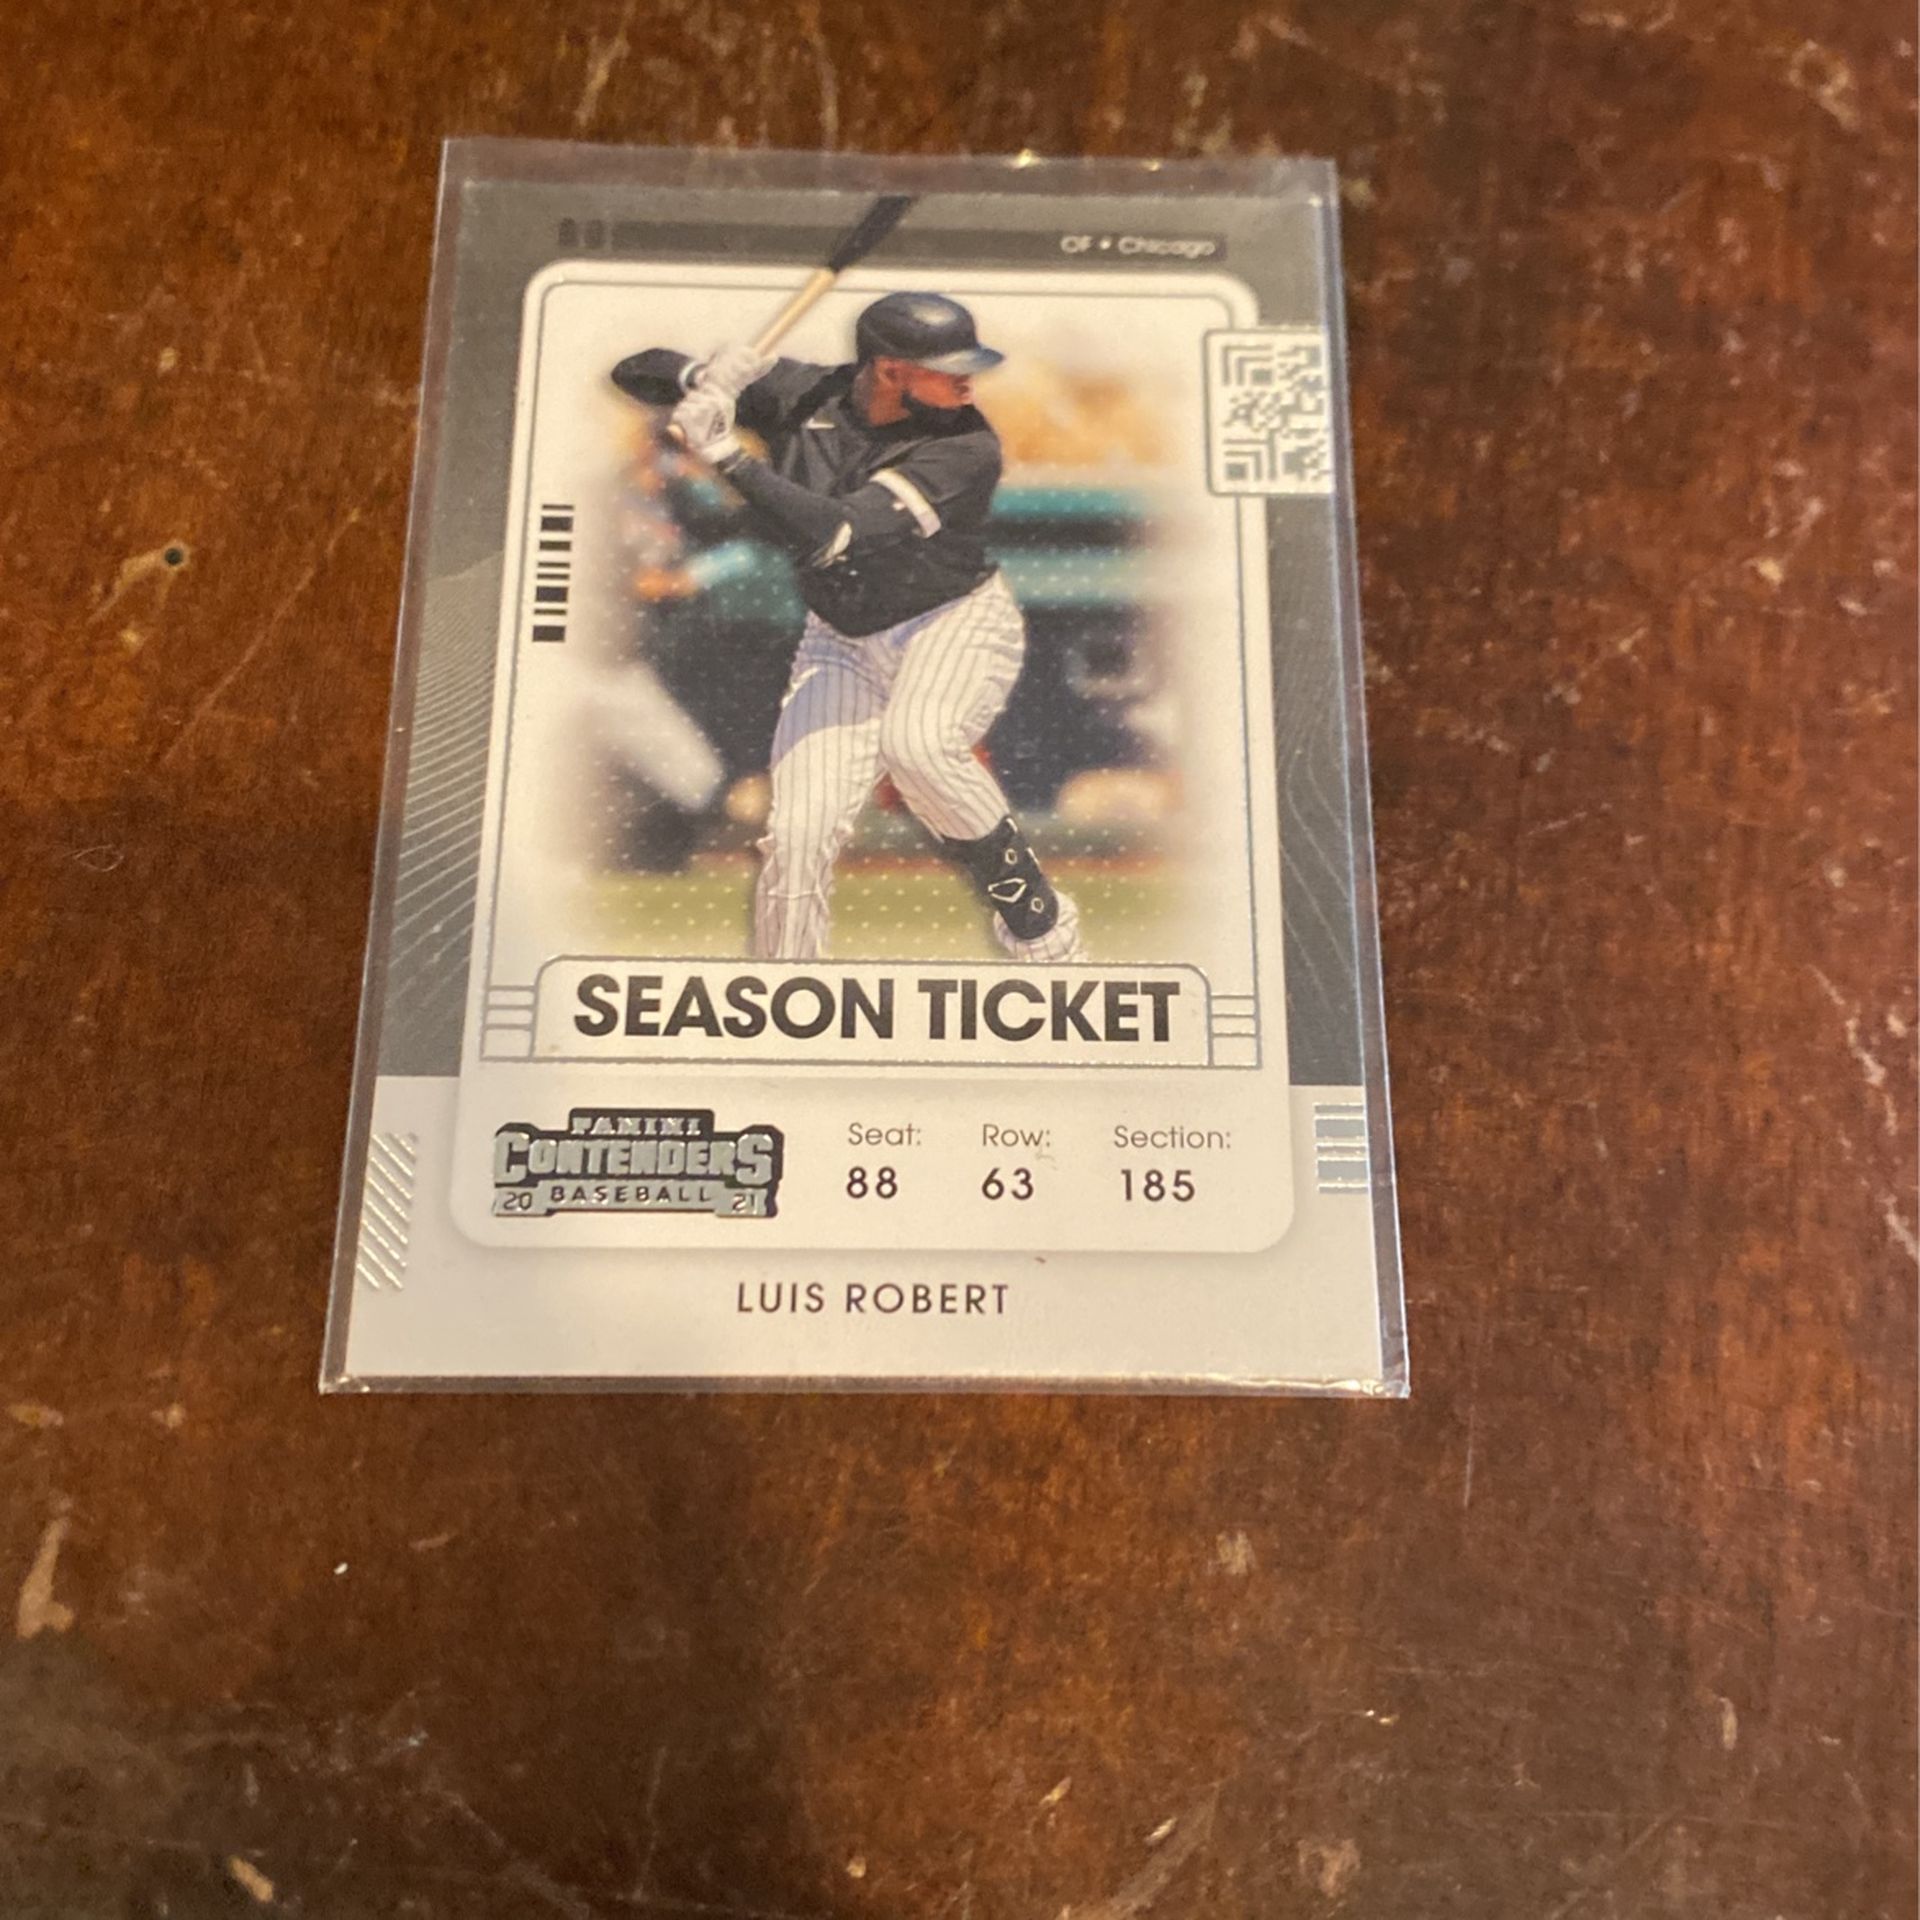 OF • Chicago
SEASON TICKET
PANINI
CONTENDERS
20 BASEBALL 21
Seat: Row: Section:
88 63 185
LUIS ROBERT